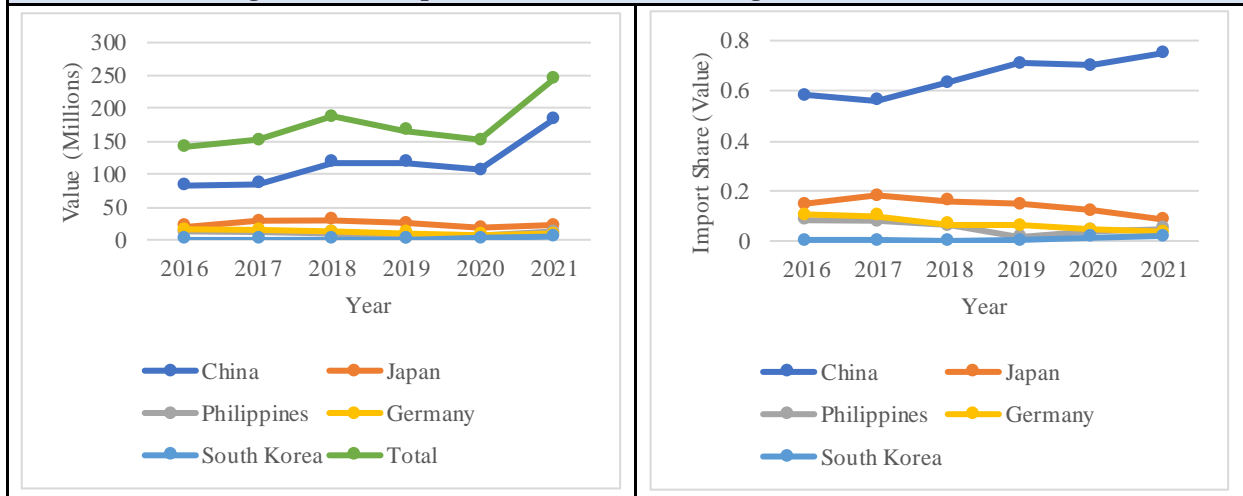 300
250
200
150
100
50
0
Value (Millions)
2016 2017 2018 2019 2020 2021
Year
China Japan
Philippines Germany
South Korea Total
0.8
0.6
0.4
0.2
0
Import Share (Value)
2016 2017 2018 2019 2020 2021
Year
China Japan
Philippines Germany
South Korea